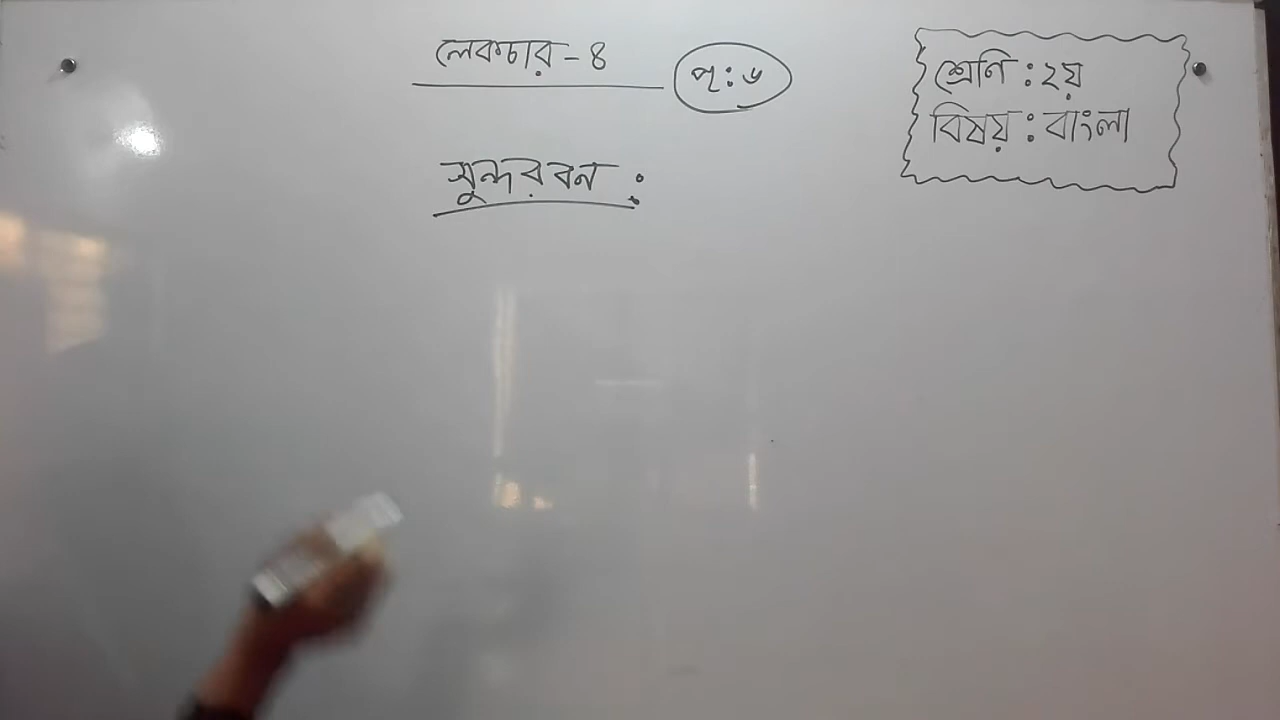 লেকচার - ৪
পৃ: ৬
শ্রেণি : ২য়
বিষয় : বাংলা
সুন্দরবন :